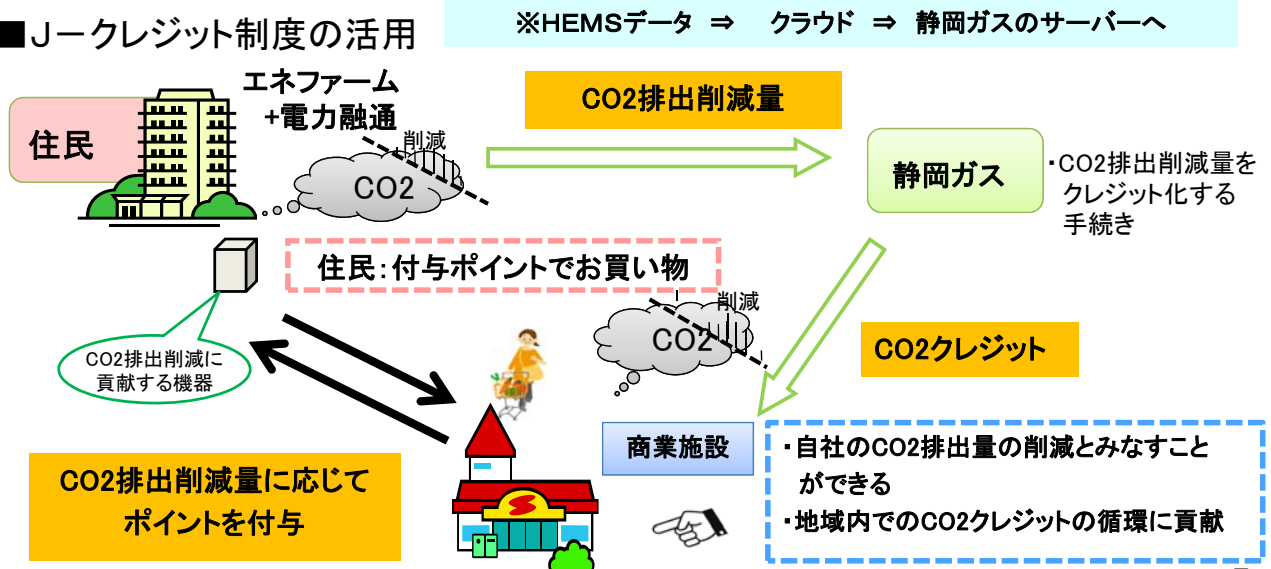 ■Jークレジット制度の活用
※HEMSデータ ⇒ クラウド ⇒ 静岡ガスのサーバーへ
エネファーム
+電力融通
住民
削減
CO2
CO2排出削減量
静岡ガス
・CO2排出削減量を
クレジット化する
手続き
住民：付与ポイントでお買い物
削減
CO2
CO2クレジット
CO2排出削減に
貢献する機器
商業施設
・自社のCO2排出量の削減とみなすこと
ができる
・地域内でのCO2クレジットの循環に貢献
CO2排出削減量に応じて
ポイントを付与